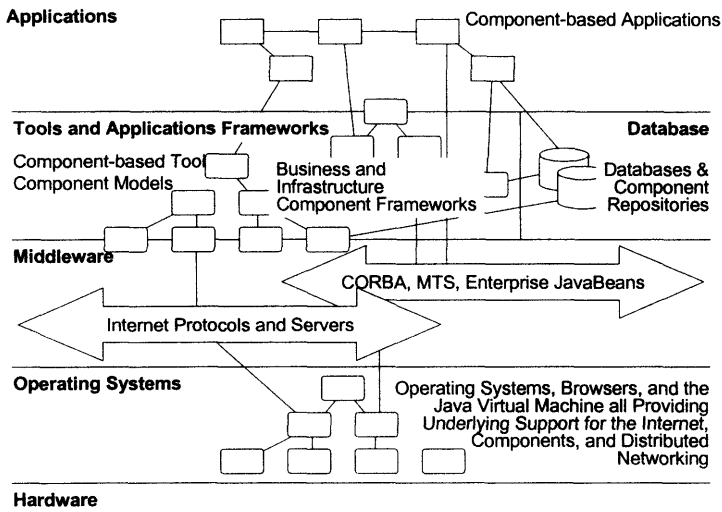 Applications
Component-based Applications
Tools and Applications Frameworks
Database
Component-based Tool
Component Models
Business and
Infrastructure
Component Frameworks
Databases &
Component
Repositories
Middleware
CORBA, MTS, Enterprise JavaBeans
Internet Protocols and Servers
Operating Systems
Operating Systems, Browsers, and the
Java Virtual Machine all Providing
Underlying Support for the Internet,
Components, and Distributed
Networking
Hardware